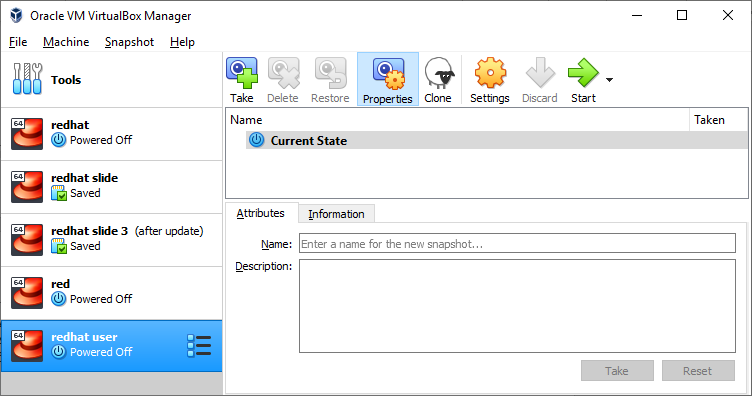 Oracle VM VirtualBox Manager
File Machine Snapshot Help
Tools
Take Delete Restore Properties Clone Settings Discard Start
Name Taken
Current State
64 redhat
Powered Off
64 redhat slide
Saved
64 redhat slide 3 (after update)
Saved
64 red
Powered Off
64 redhat user
Powered Off
Attributes Information
Name: Enter a name for the new snapshot...
Description:
Take Reset